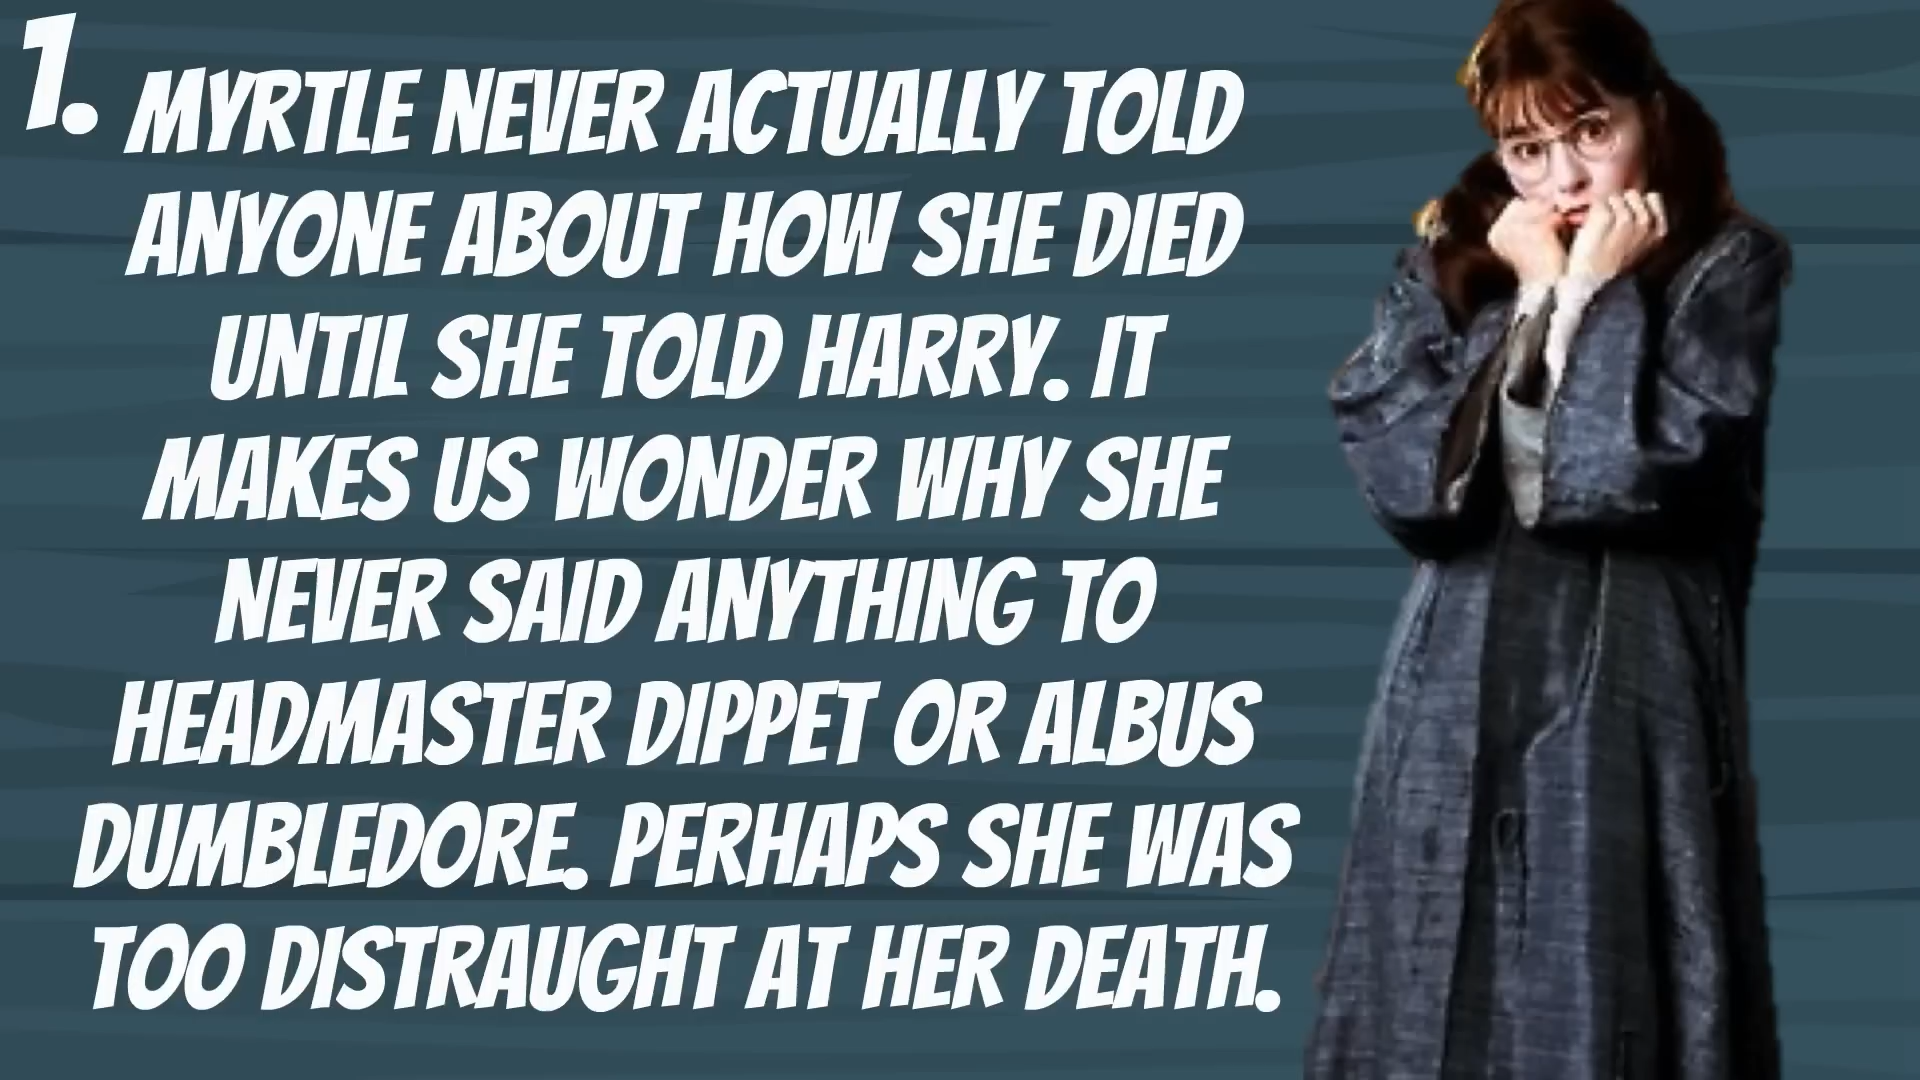 1.
MYRTLE NEVER ACTUALLY TOLD
ANYONE ABOUT HOW SHE DIED
UNTIL SHE TOLD HARRY. IT
MAKES US WONDER WHY SHE
NEVER SAID ANYTHING TO
HEADMASTER DIPPET OR ALBUS
DUMBLEDORE. PERHAPS SHE WAS
TOO DISTRAUGHT AT HER DEATH.